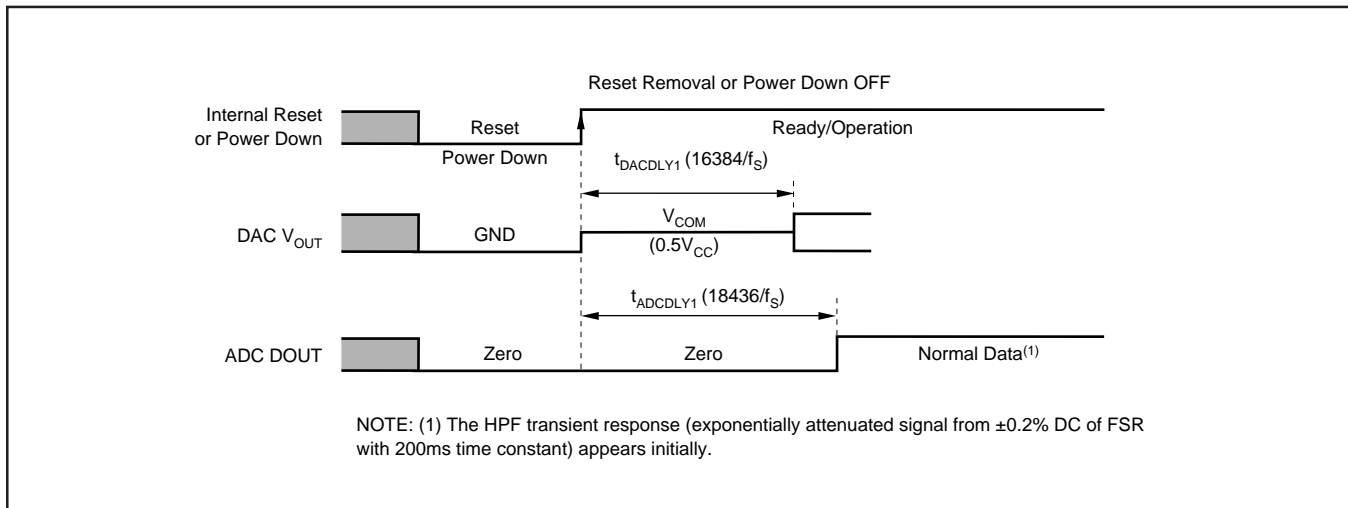 Reset Removal or Power Down OFF
Internal Reset
or Power Down
Reset
Power Down
Ready/Operation
tDACDLY1 (16384/fS)
DAC VOUT
GND
VCOM
(0.5VCC)
tADCDLY1 (18436/fS)
ADC DOUT
Zero
Zero
Normal Data(1)
NOTE: (1) The HPF transient response (exponentially attenuated signal from ±0.2% DC of FSR
with 200ms time constant) appears initially.